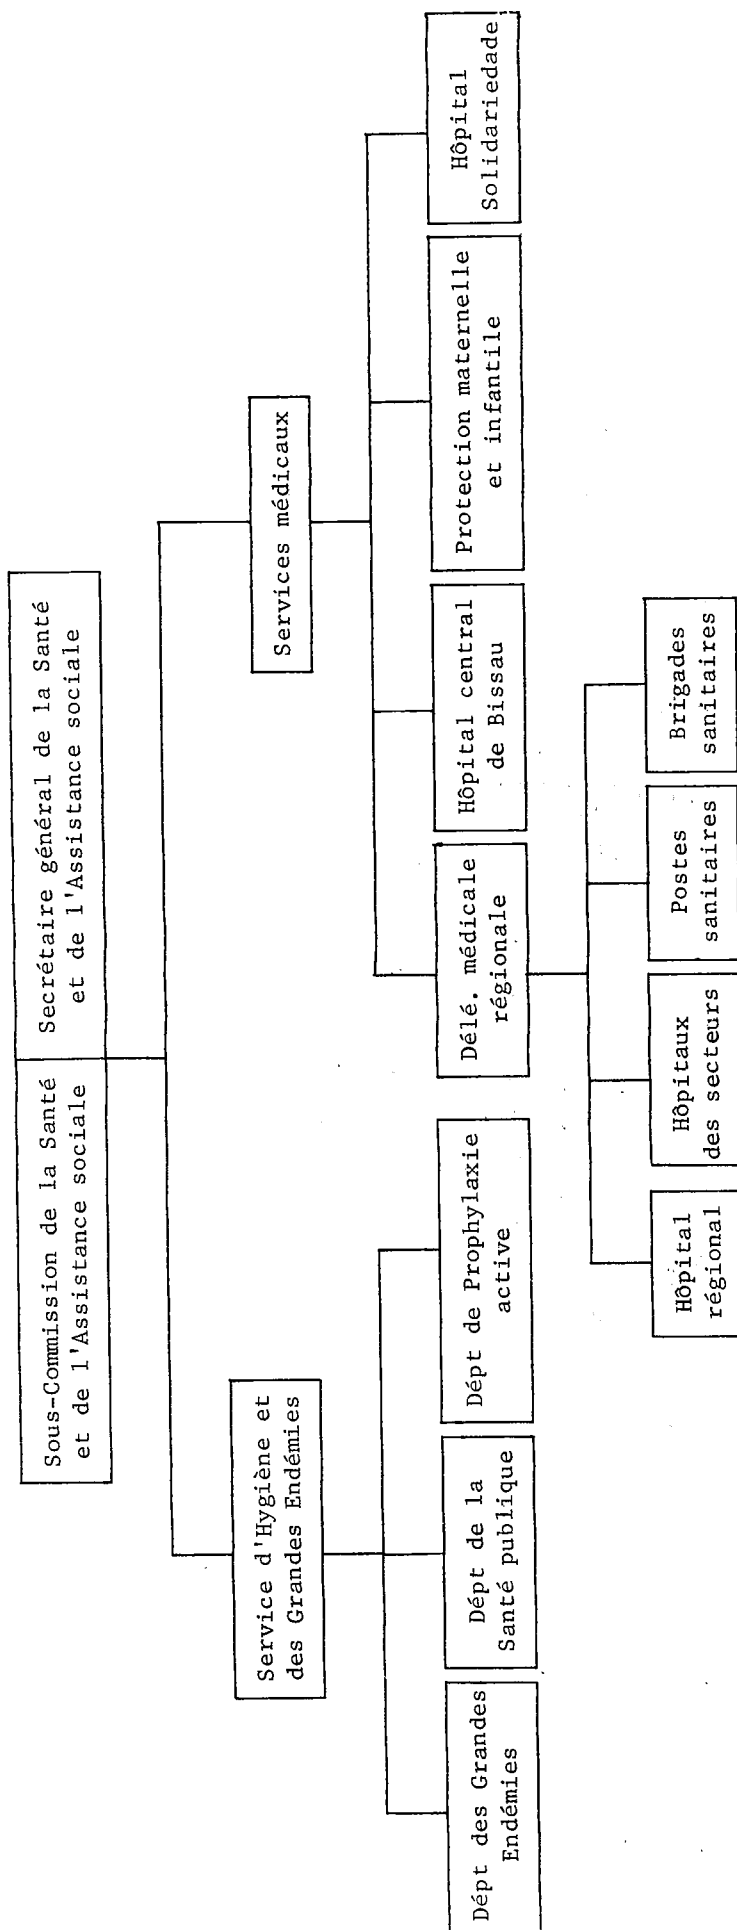 Sous-Commission de la Santé
et de l'Assistance sociale
Secrétaire général de la Santé
et de l'Assistance sociale
Service d'Hygiène et
des Grandes Endémies
Services médicaux
Dépt des Grandes
Endémies
Dépt de la
Santé publique
Dépt de Prophylaxie
active
Délé. médicale
régionale
Hôpital central
de Bissau
Protection maternelle
et infantile
Hôpital
Solidariedade
Hôpital
régional
Hôpitaux
des secteurs
Postes
sanitaires
Brigades
sanitaires